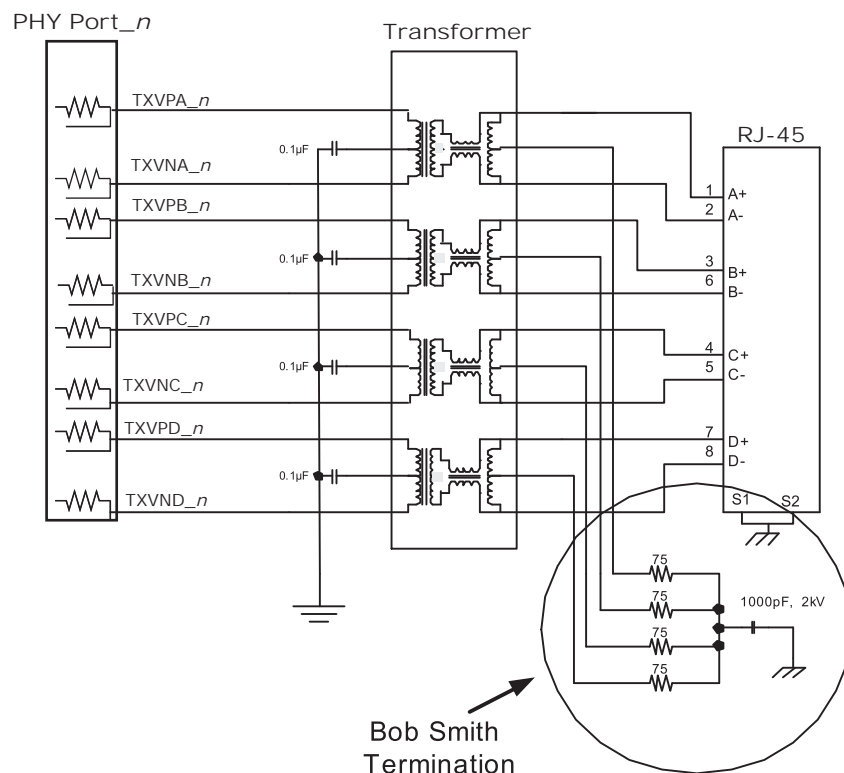 PHY Port_n
Transformer
TXVPA_n
0.1µF
RJ-45
TXVNA_n
1
A+
2
A-
TXVPB_n
0.1µF
3
B+
6
B-
TXVNB_n
TXVPC_n
4
C+
0.1µF
5
C-
TXVNC_n
TXVPD_n
7
D+
8
D-
0.1µF
TXVND_n
S1
S2
75
75
1000pF, 2kV
75
75
Bob Smith
Termination